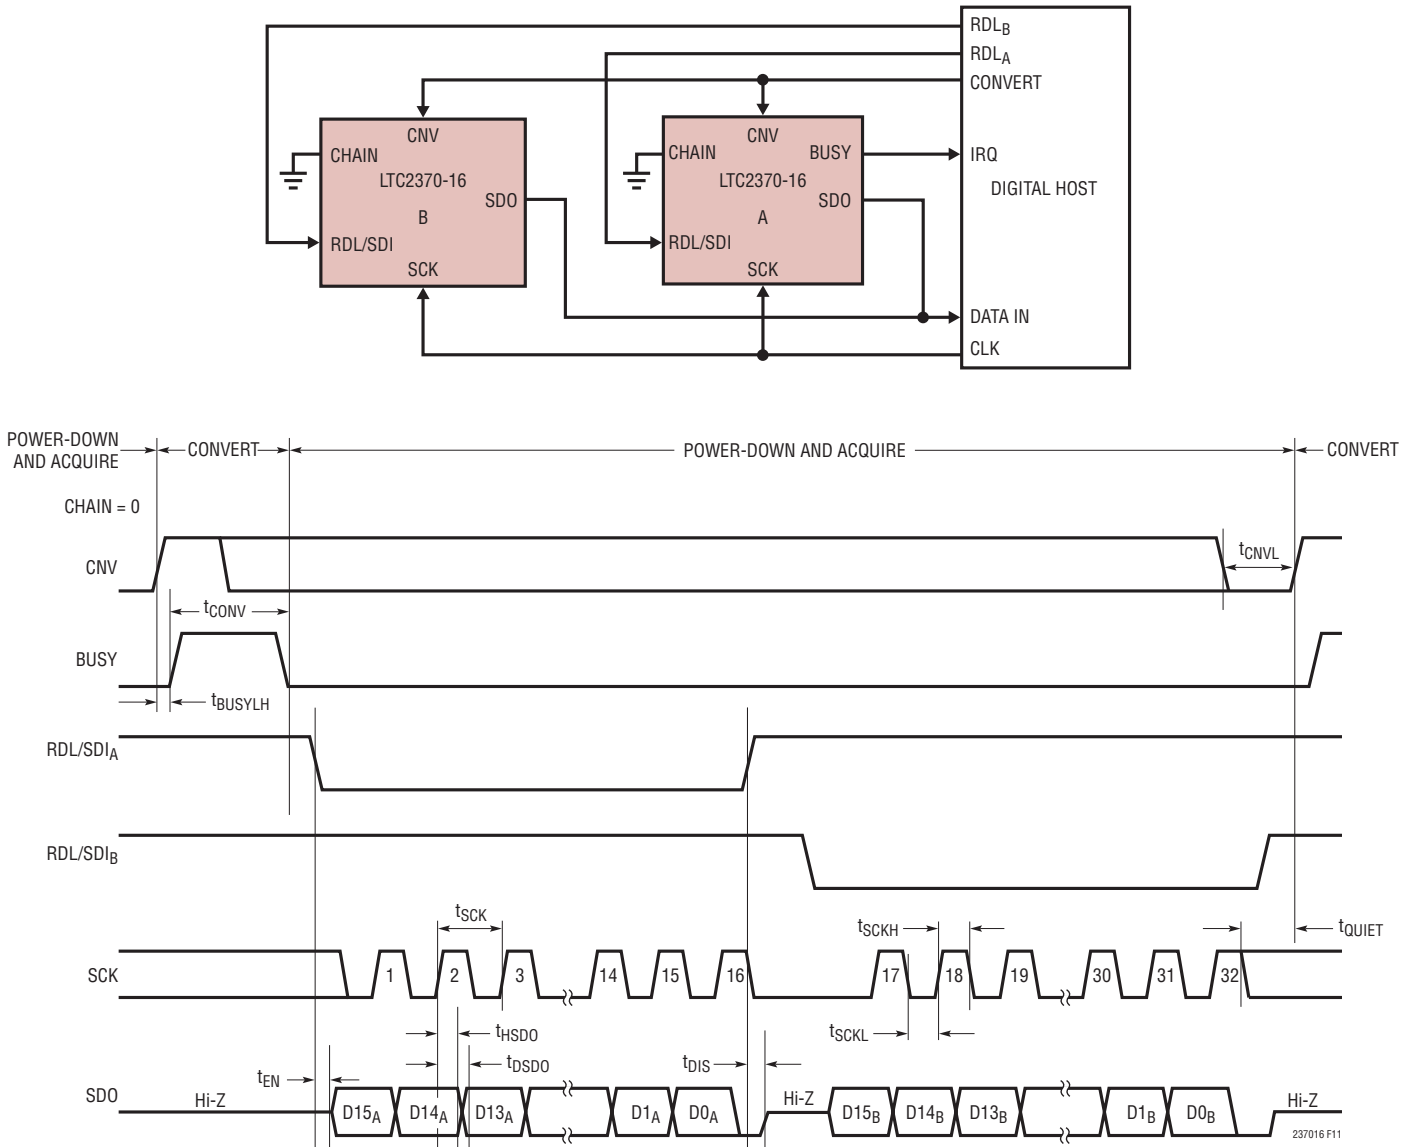 RDLB
RDLA
CONVERT
CNV
CHAIN
LTC2370-16
B
SDO
RDL/SDI
SCK
CNV
CHAIN
BUSY
LTC2370-16
SDO
A
RDL/SDI
SCK
IRQ
DIGITAL HOST
DATA IN
CLK
POWER-DOWN
AND ACQUIRE
CONVERT
POWER-DOWN AND ACQUIRE
CONVERT
CHAIN = 0
CNV
tCNVL
tCONV
BUSY
tBUSYLH
RDL/SDIA
RDL/SDIB
tSCK
tSCKH
tQUIET
SCK
1 2 3 14 15 16 17 18 19 30 31 32
tHSDO
tSCKL
tEN
tDSDO
tDIS
SDO
Hi-Z
D15A D14A D13A D1A D0A
Hi-Z
D15B D14B D13B D1B D0B
Hi-Z
237016 F11